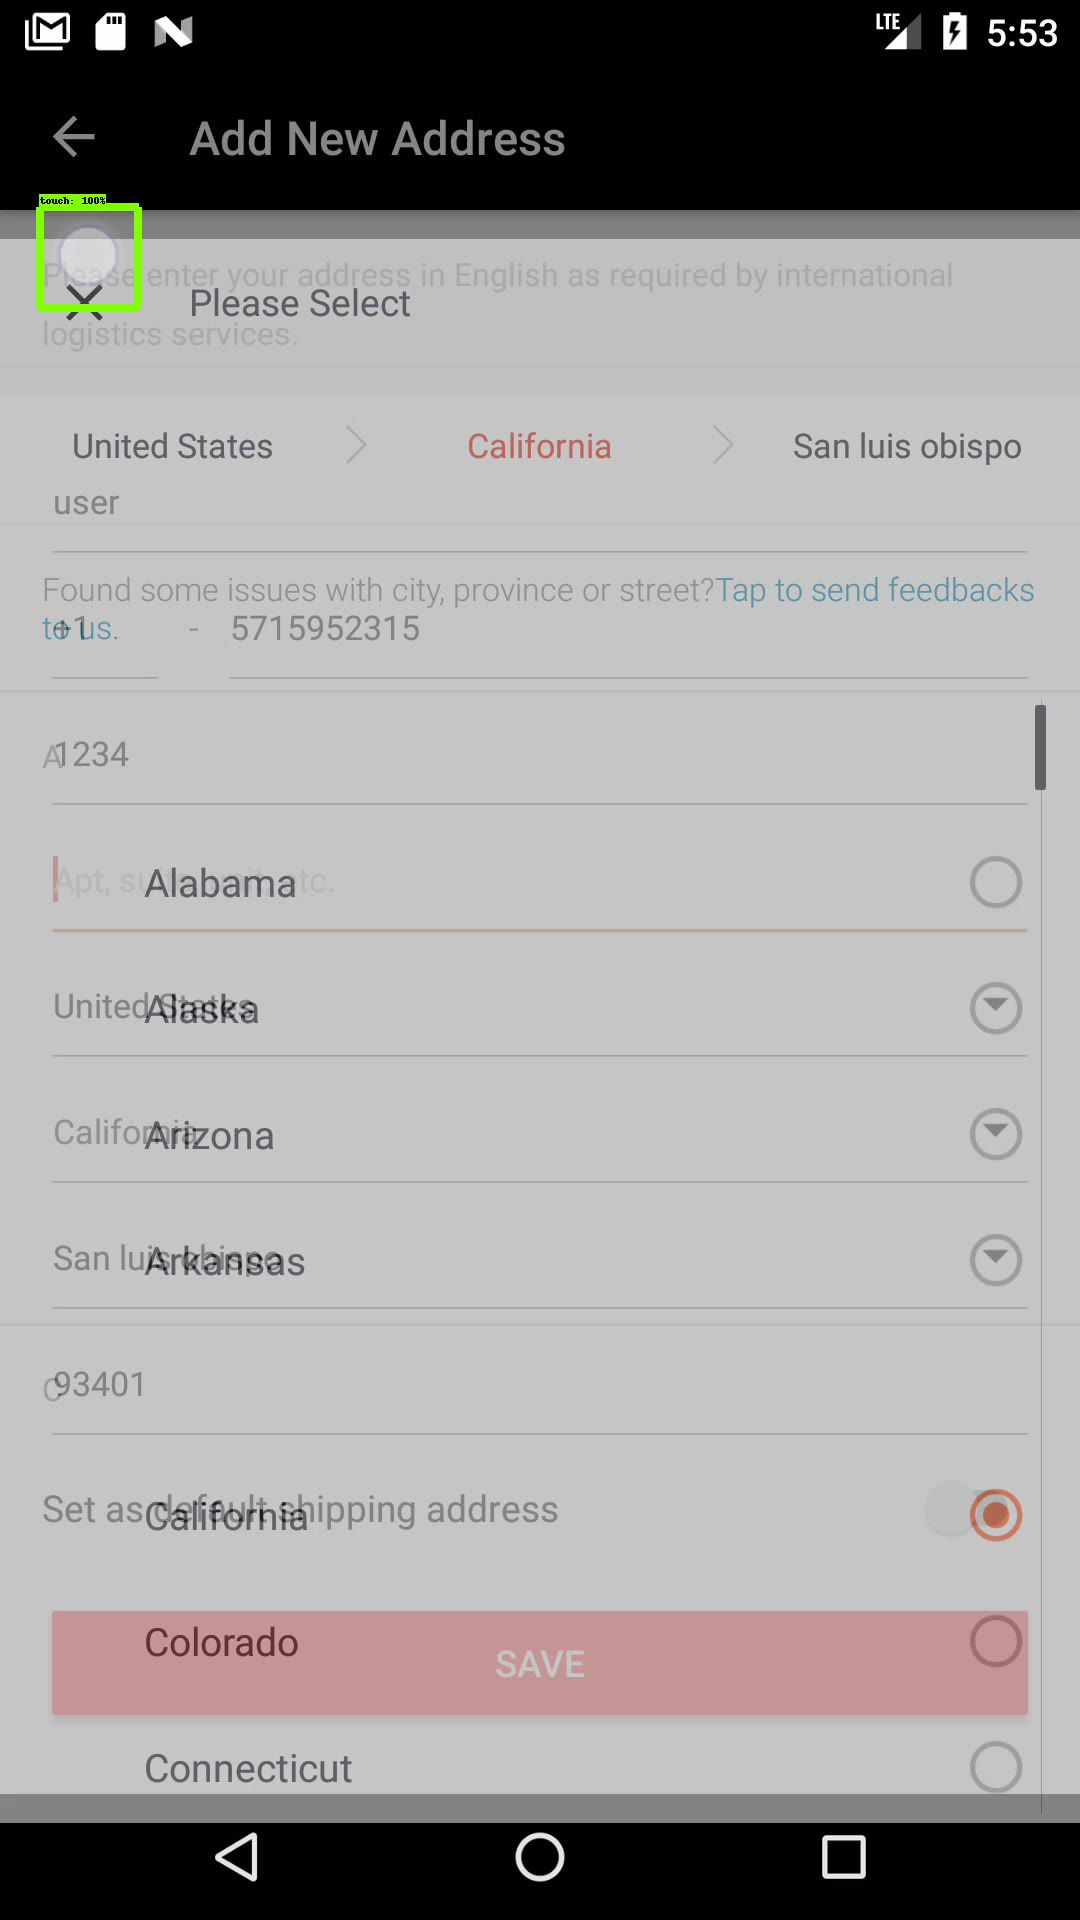 LTE 5:53
Add New Address
touch: 100%
Please enter your address in English as required by international
Please Select
logistics services.
United States
California
San luis obispo
user
Found some issues with city, province or street?Tap to send feedbacks
to us.
+1 - 5715952315
A
1234
Apt, suite, unit, etc.
Alabama
United States
Alaska
California
Arizona
San luis obispo
Arkansas
C
93401
Set as default shipping address
California
Colorado
SAVE
Connecticut